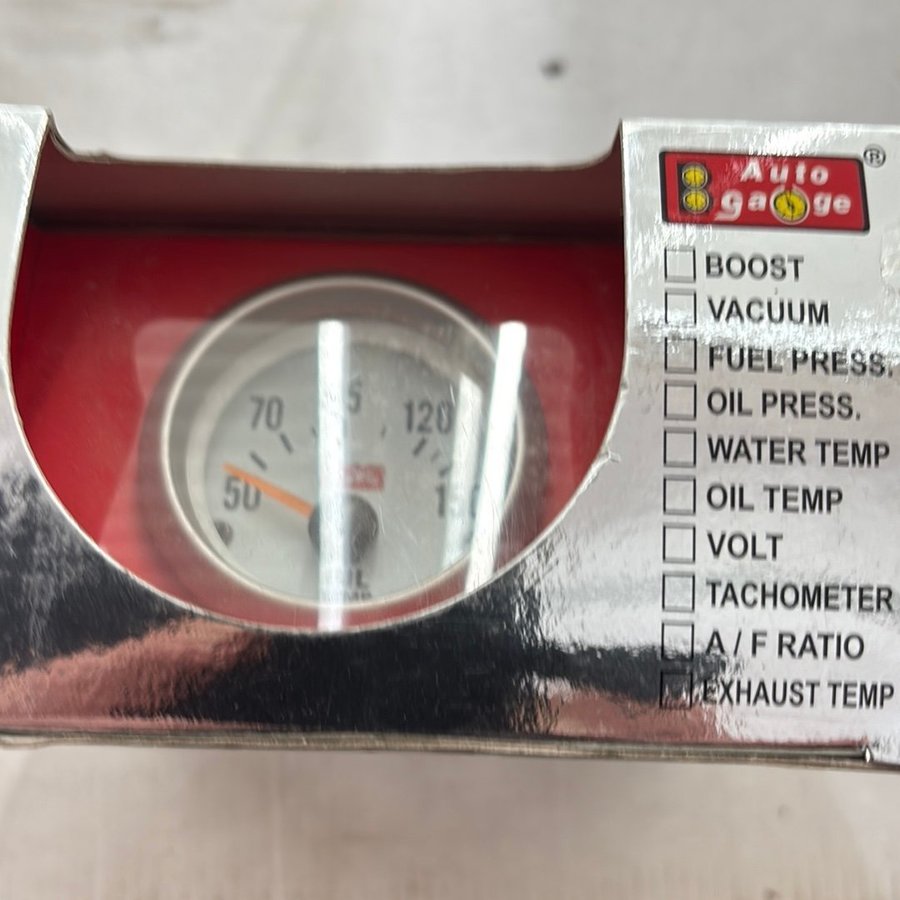 Auto
gauge
®
BOOST
VACUUM
FUEL PRESS.
OIL PRESS.
WATER TEMP
OIL TEMP
VOLT
TACHOMETER
A / F RATIO
EXHAUST TEMP
70
120
50